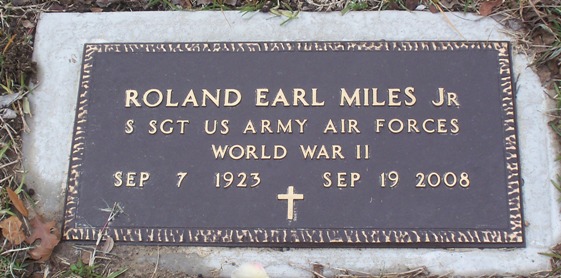 ROLAND EARL MILES JR
S SGT US ARMY AIR FORCES
WORLD WAR II
SEP 7 1923 SEP 19 2008